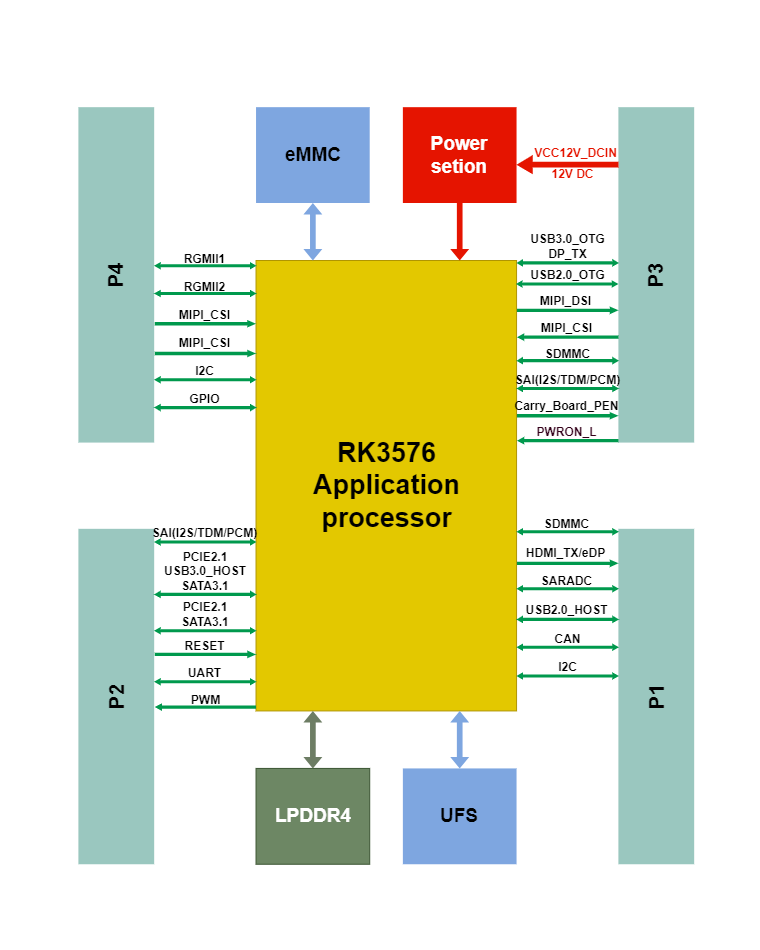 eMMC
Power
setion
VCC12V_DCIN
12V DC
P4
RGMII1
RGMII2
MIPI_CSI
MIPI_CSI
I2C
GPIO
USB3.0_OTG
DP_TX
USB2.0_OTG
MIPI_DSI
MIPI_CSI
SDMMC
SAI(I2S/TDM/PCM)
Carry_Board_PEN
PWRON_L
P3
RK3576
Application
processor
P2
SAI(I2S/TDM/PCM)
PCIE2.1
USB3.0_HOST
SATA3.1
PCIE2.1
SATA3.1
RESET
UART
PWM
SDMMC
HDMI_TX/eDP
SARADC
USB2.0_HOST
CAN
I2C
P1
LPDDR4
UFS